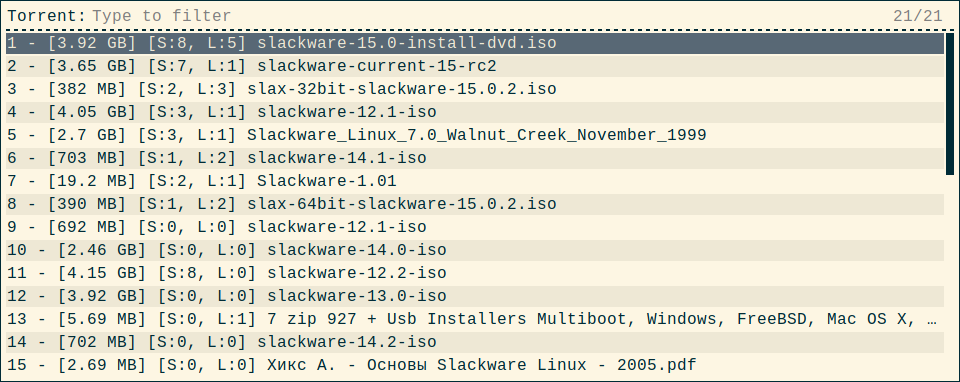 Torrent: Type to filter 21/21
1 - [3.92 GB] [S:8, L:5] slackware-15.0-install-dvd.iso
2 - [3.65 GB] [S:7, L:1] slackware-current-15-rc2
3 - [382 MB] [S:2, L:3] slax-32bit-slackware-15.0.2.iso
4 - [4.05 GB] [S:3, L:1] slackware-12.1-iso
5 - [2.7 GB] [S:3, L:1] Slackware_Linux_7.0_Walnut_Creek_November_1999
6 - [703 MB] [S:1, L:2] slackware-14.1-iso
7 - [19.2 MB] [S:2, L:1] Slackware-1.01
8 - [390 MB] [S:1, L:2] slax-64bit-slackware-15.0.2.iso
9 - [692 MB] [S:0, L:0] slackware-12.1-iso
10 - [2.46 GB] [S:0, L:0] slackware-14.0-iso
11 - [4.15 GB] [S:8, L:0] slackware-12.2-iso
12 - [3.92 GB] [S:0, L:0] slackware-13.0-iso
13 - [5.69 MB] [S:0, L:1] 7 zip 927 + Usb Installers Multiboot, Windows, FreeBSD, Mac OS X, …
14 - [702 MB] [S:0, L:0] slackware-14.2-iso
15 - [2.69 MB] [S:0, L:0] Хикс А. - Основы Slackware Linux - 2005.pdf